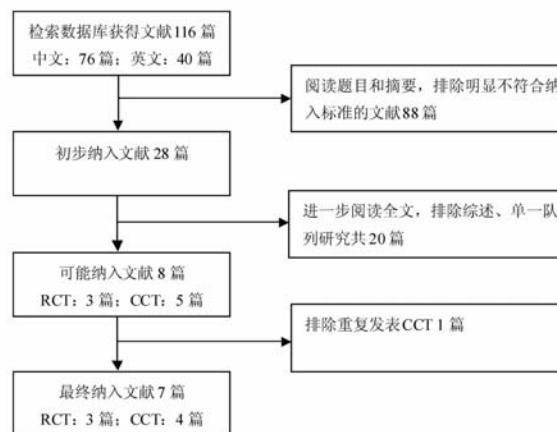 检索数据库获得文献116 篇
中文：76 篇；英文：40 篇
阅读题目和摘要，排除明显不符合纳
入标准的文献88 篇
初步纳入文献 28 篇
进一步阅读全文，排除综述、单一队
列研究共20 篇
可能纳入文献 8 篇
RCT：3 篇；CCT：5 篇
排除重复发表CCT 1 篇
最终纳入文献 7 篇
RCT：3 篇；CCT：4 篇